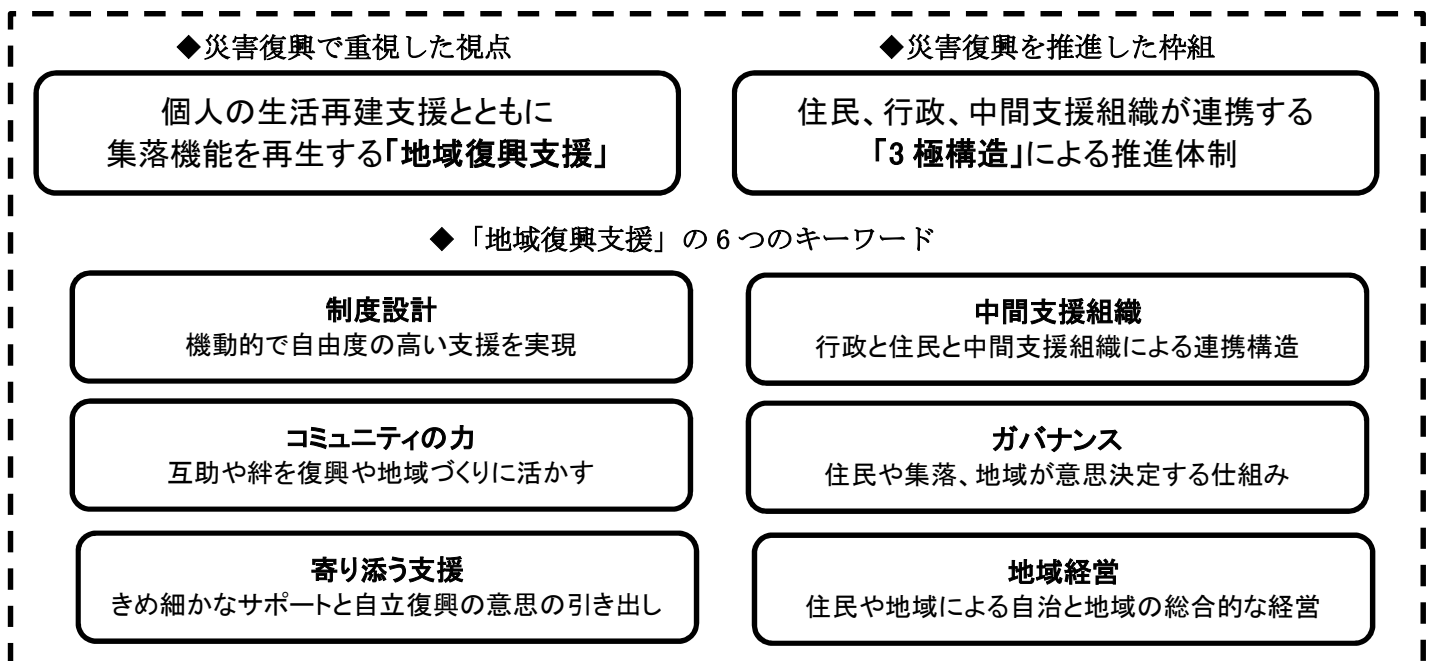 ◆災害復興で重視した視点
個人の生活再建支援とともに
集落機能を再生する「地域復興支援」
◆災害復興を推進した枠組
住民、行政、中間支援組織が連携する
「3極構造」による推進体制
◆「地域復興支援」の6つのキーワード
制度設計
機動的で自由度の高い支援を実現
中間支援組織
行政と住民と中間支援組織による連携構造
コミュニティの力
互助や絆を復興や地域づくりに活かす
ガバナンス
住民や集落、地域が意思決定する仕組み
寄り添う支援
きめ細かなサポートと自立復興の意思の引き出し
地域経営
住民や地域による自治と地域の総合的な経営